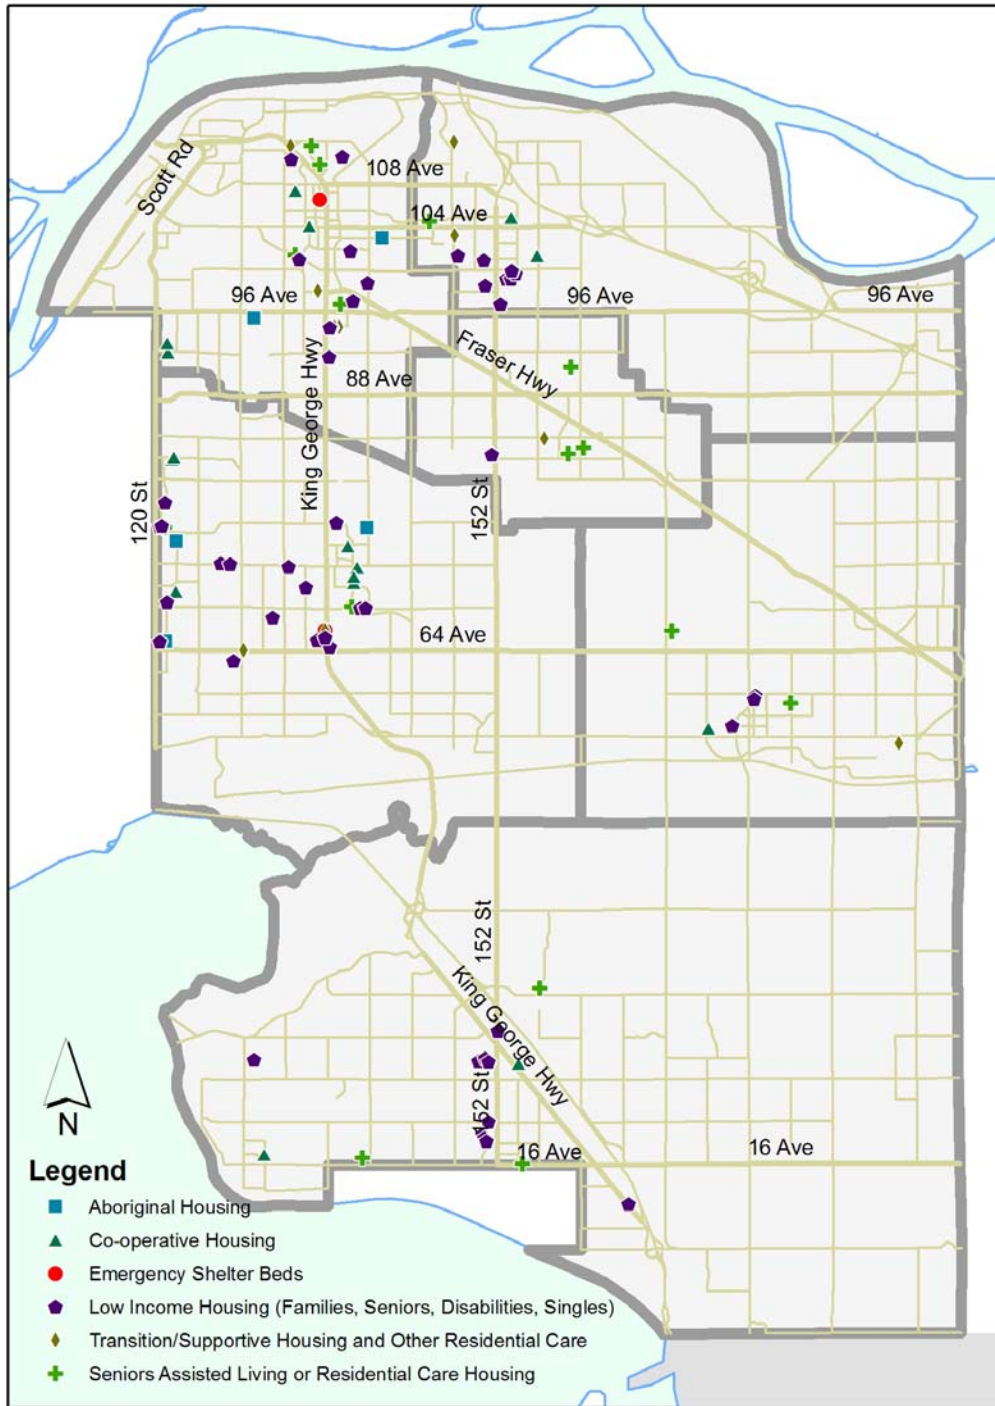 Scott Rd
108 Ave
104 Ave
96 Ave
96 Ave
96 Ave
Fraser Hwy
King George Hwy
88 Ave
120 St
152 St
64 Ave
152 St
King George Hwy
152 St
16 Ave
16 Ave
N
Legend
Aboriginal Housing
Co-operative Housing
Emergency Shelter Beds
Low Income Housing (Families, Seniors, Disabilities, Singles)
Transition/Supportive Housing and Other Residential Care
Seniors Assisted Living or Residential Care Housing